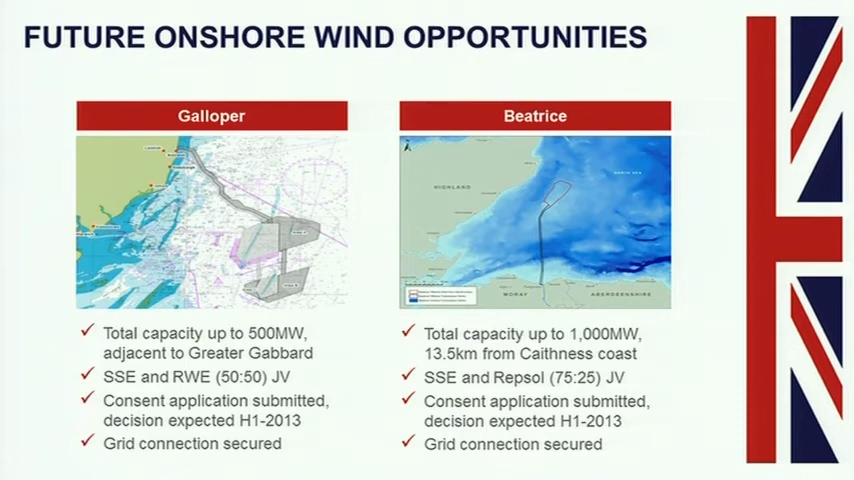 FUTURE ONSHORE WIND OPPORTUNITIES
Galloper
Beatrice
HIGHLAND
NORTH SEA
MORAY
ABERDEENSHIRE
Total capacity up to 500MW,
adjacent to Greater Gabbard
SSE and RWE (50:50) JV
Consent application submitted,
decision expected H1-2013
Grid connection secured
Total capacity up to 1,000MW,
13.5km from Caithness coast
SSE and Repsol (75:25) JV
Consent application submitted,
decision expected H1-2013
Grid connection secured